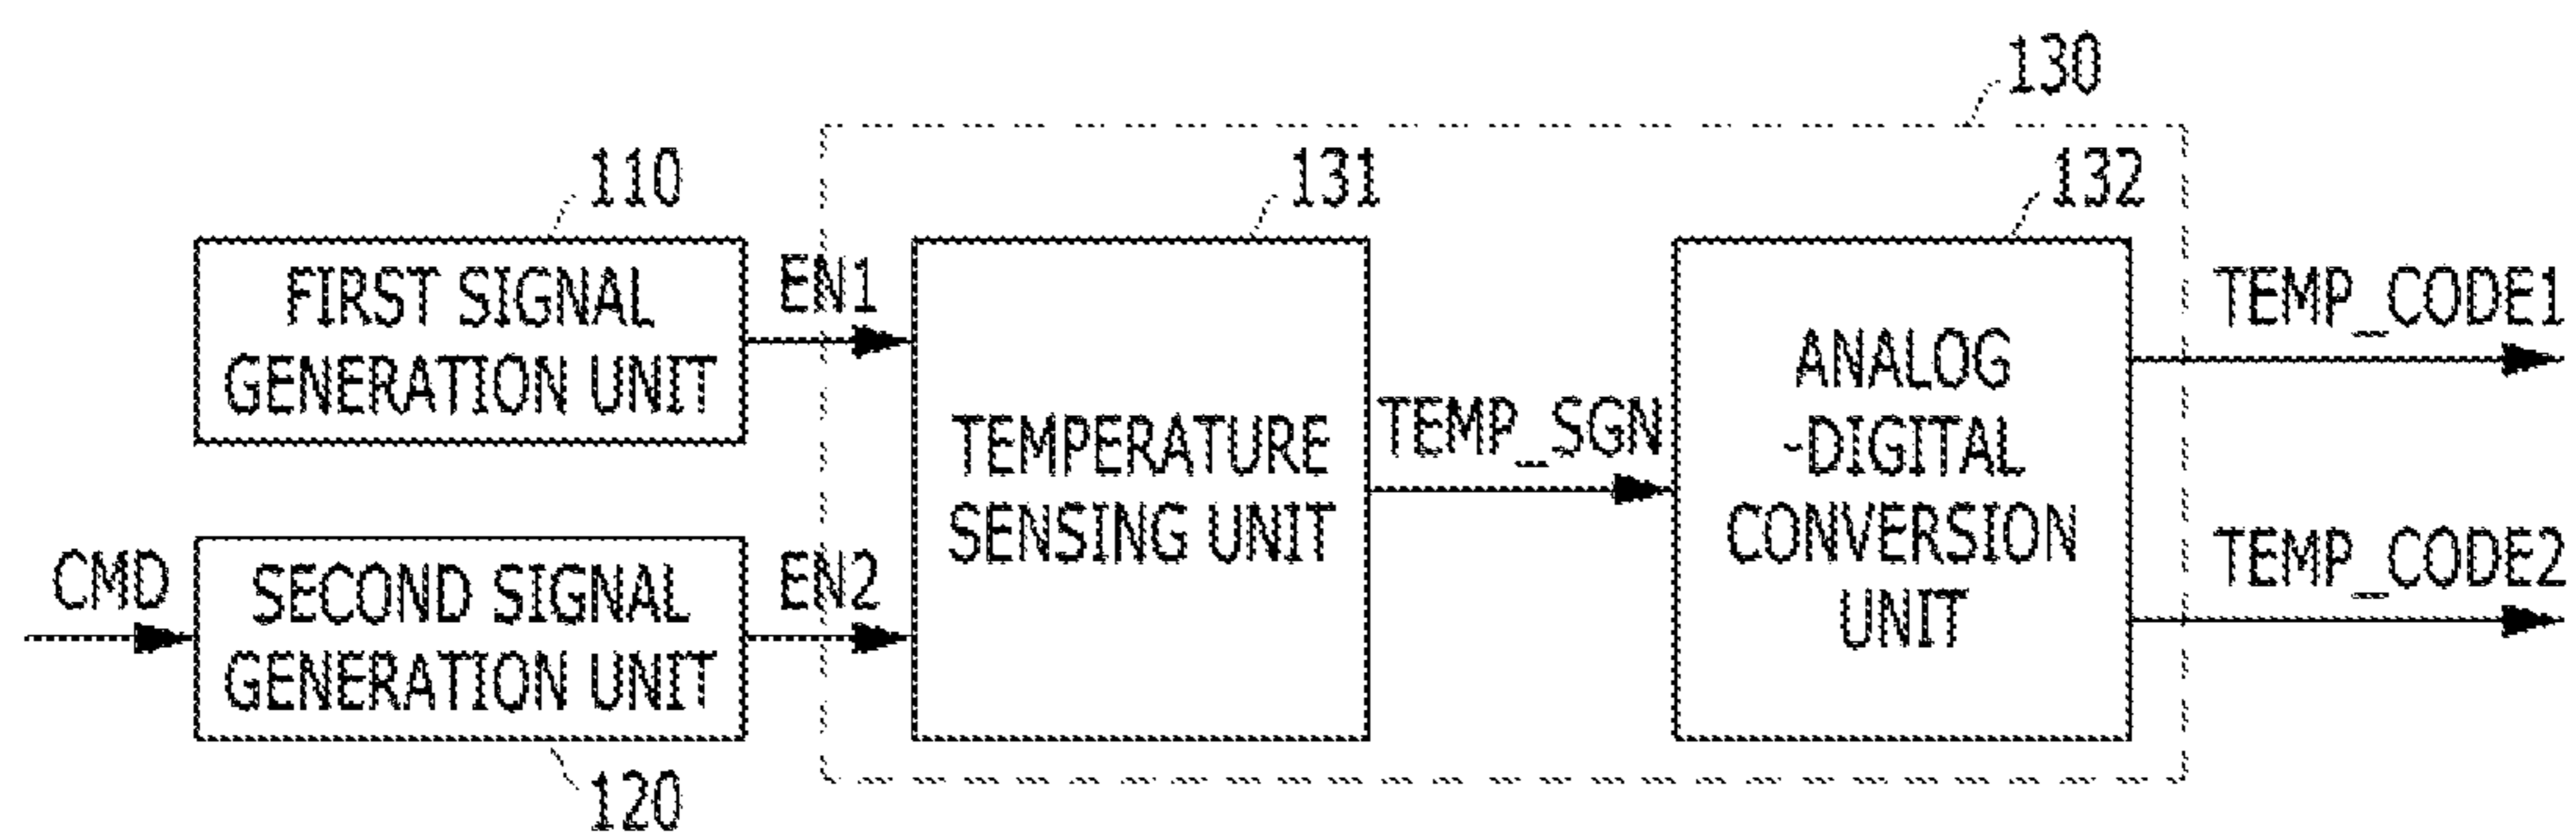 130
110
131
132
FIRST SIGNAL
GENERATION UNIT
EN1
TEMPERATURE
SENSING UNIT
TEMP_SGN
ANALOG
-DIGITAL
CONVERSION
UNIT
TEMP_CODE1
TEMP_CODE2
CMD
SECOND SIGNAL
GENERATION UNIT
EN2
120